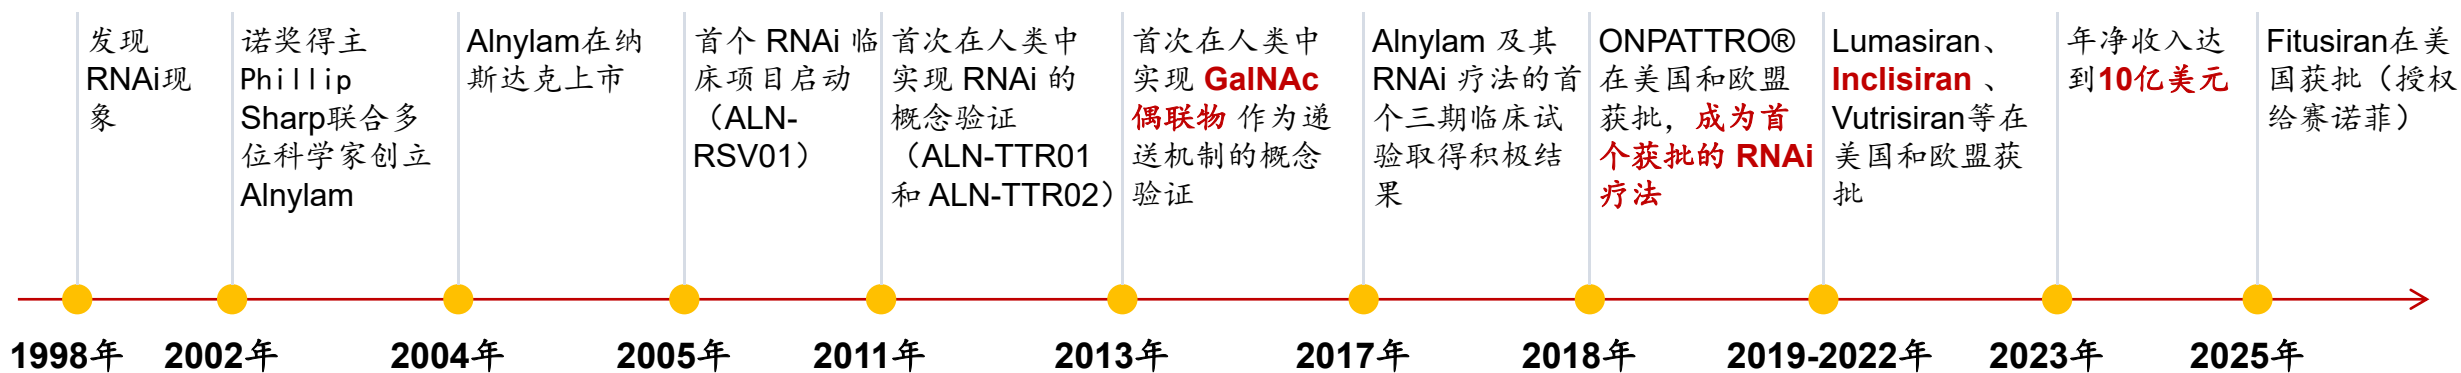 发现
RNAi现
象
诺奖得主
Phillip
Sharp联合多
位科学家创立
Alnylam
Alnylam在纳
斯达克上市
首个 RNAi 临
床项目启动
（ALN-
RSV01）
首次在人类中
实现 RNAi 的
概念验证
（ALN-TTR01
和 ALN-TTR02）
首次在人类中
实现 GalNAc
偶联物 作为递
送机制的概念
验证
Alnylam 及其
RNAi 疗法的首
个三期临床试
验取得积极结
果
ONPATTRO®
在美国和欧盟
获批，成为首
个获批的 RNAi
疗法
Lumasiran、
Inclisiran 、
Vutrisiran等在
美国和欧盟获
批
年净收入达
到10亿美元
Fitusiran在美
国获批（授权
给赛诺菲）
1998年
2002年
2004年
2005年
2011年
2013年
2017年
2018年
2019-2022年
2023年
2025年